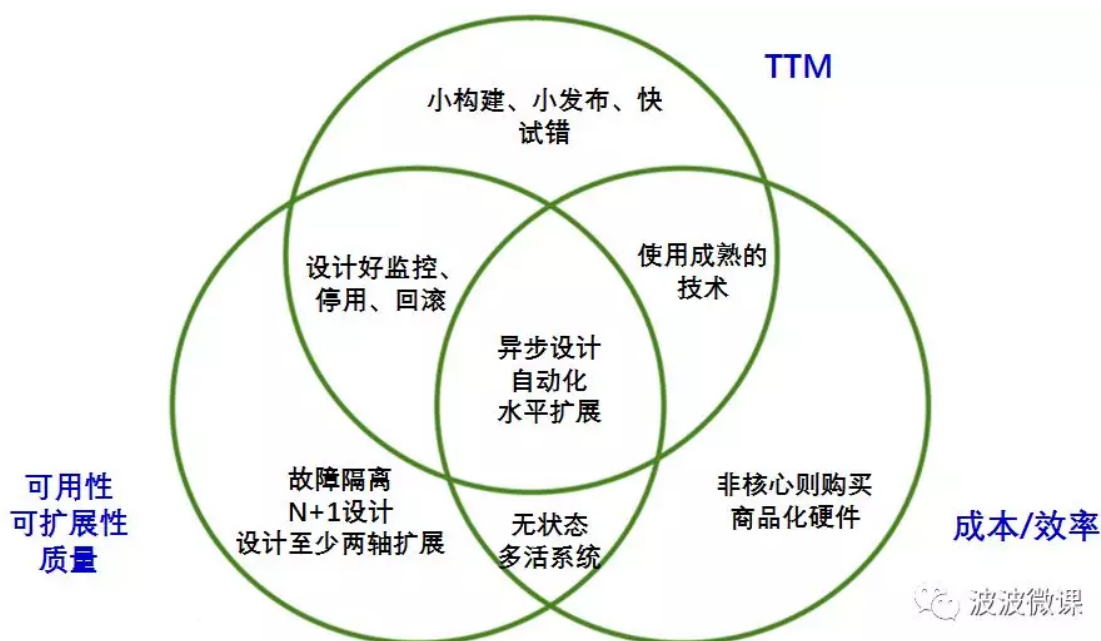 TTM
小构建、小发布、快
试错
设计好监控、
停用、回滚
使用成熟的
技术
异步设计
自动化
水平扩展
可用性
可扩展性
质量
故障隔离
N+1设计
设计至少两轴扩展
无状态
多活系统
非核心则购买
商品化硬件
成本/效率
波波微课